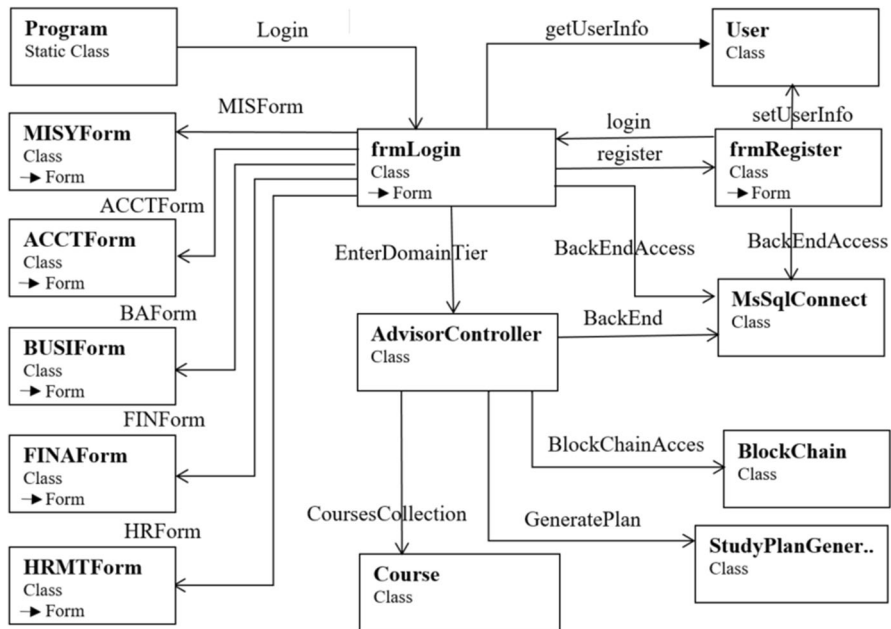 Program
Static Class
Login
getUserInfo
User
Class
MISForm
MISYForm
Class
Form
frmLogin
Class
Form
login
register
setUserInfo
frmRegister
Class
Form
ACCTForm
ACCTForm
Class
Form
EnterDomainTier
BackEndAccess
BackEndAccess
MsSqlConnect
Class
BAForm
BUSIForm
Class
Form
AdvisorController
Class
BackEnd
FINForm
FINAForm
Class
Form
BlockChainAcces
BlockChain
Class
CoursesCollection
GeneratePlan
StudyPlanGener..
Class
HRForm
HRMTForm
Class
Form
Course
Class